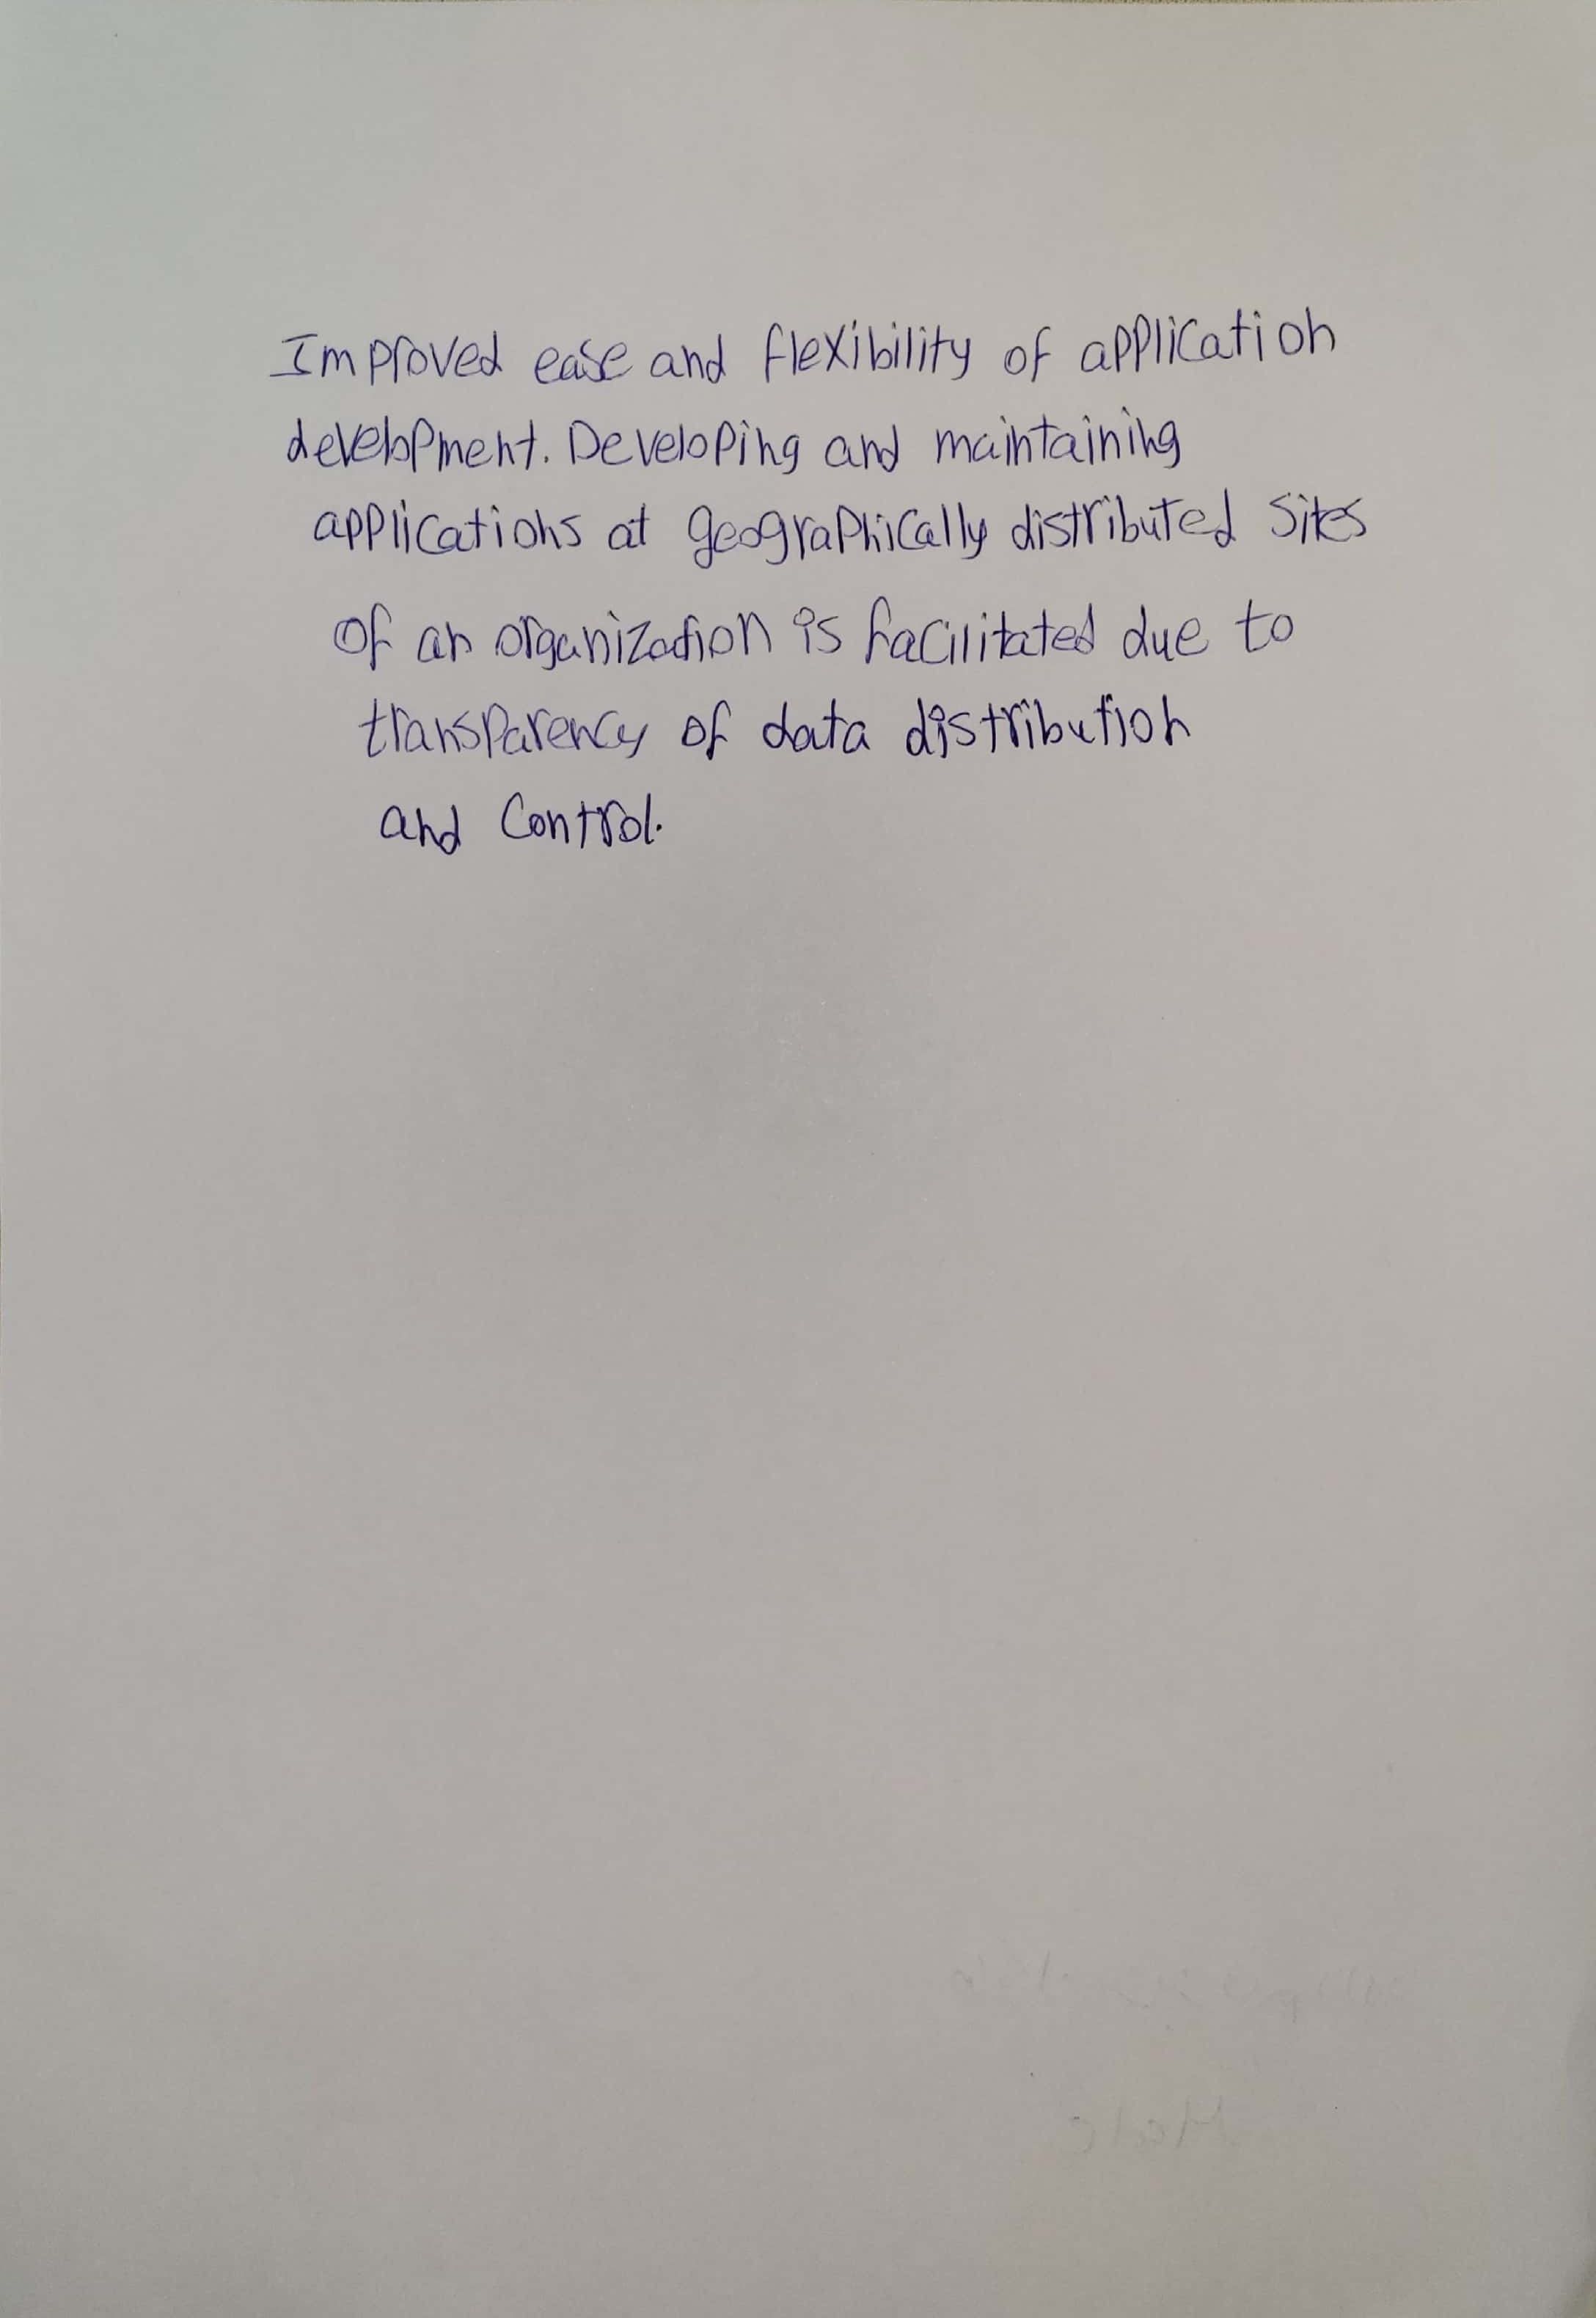 Improved ease and flexibility of application
development. Developing and maintaining
applications at geographically distributed sites
of an organization is facilitated due to
transparency of data distribution
and control.